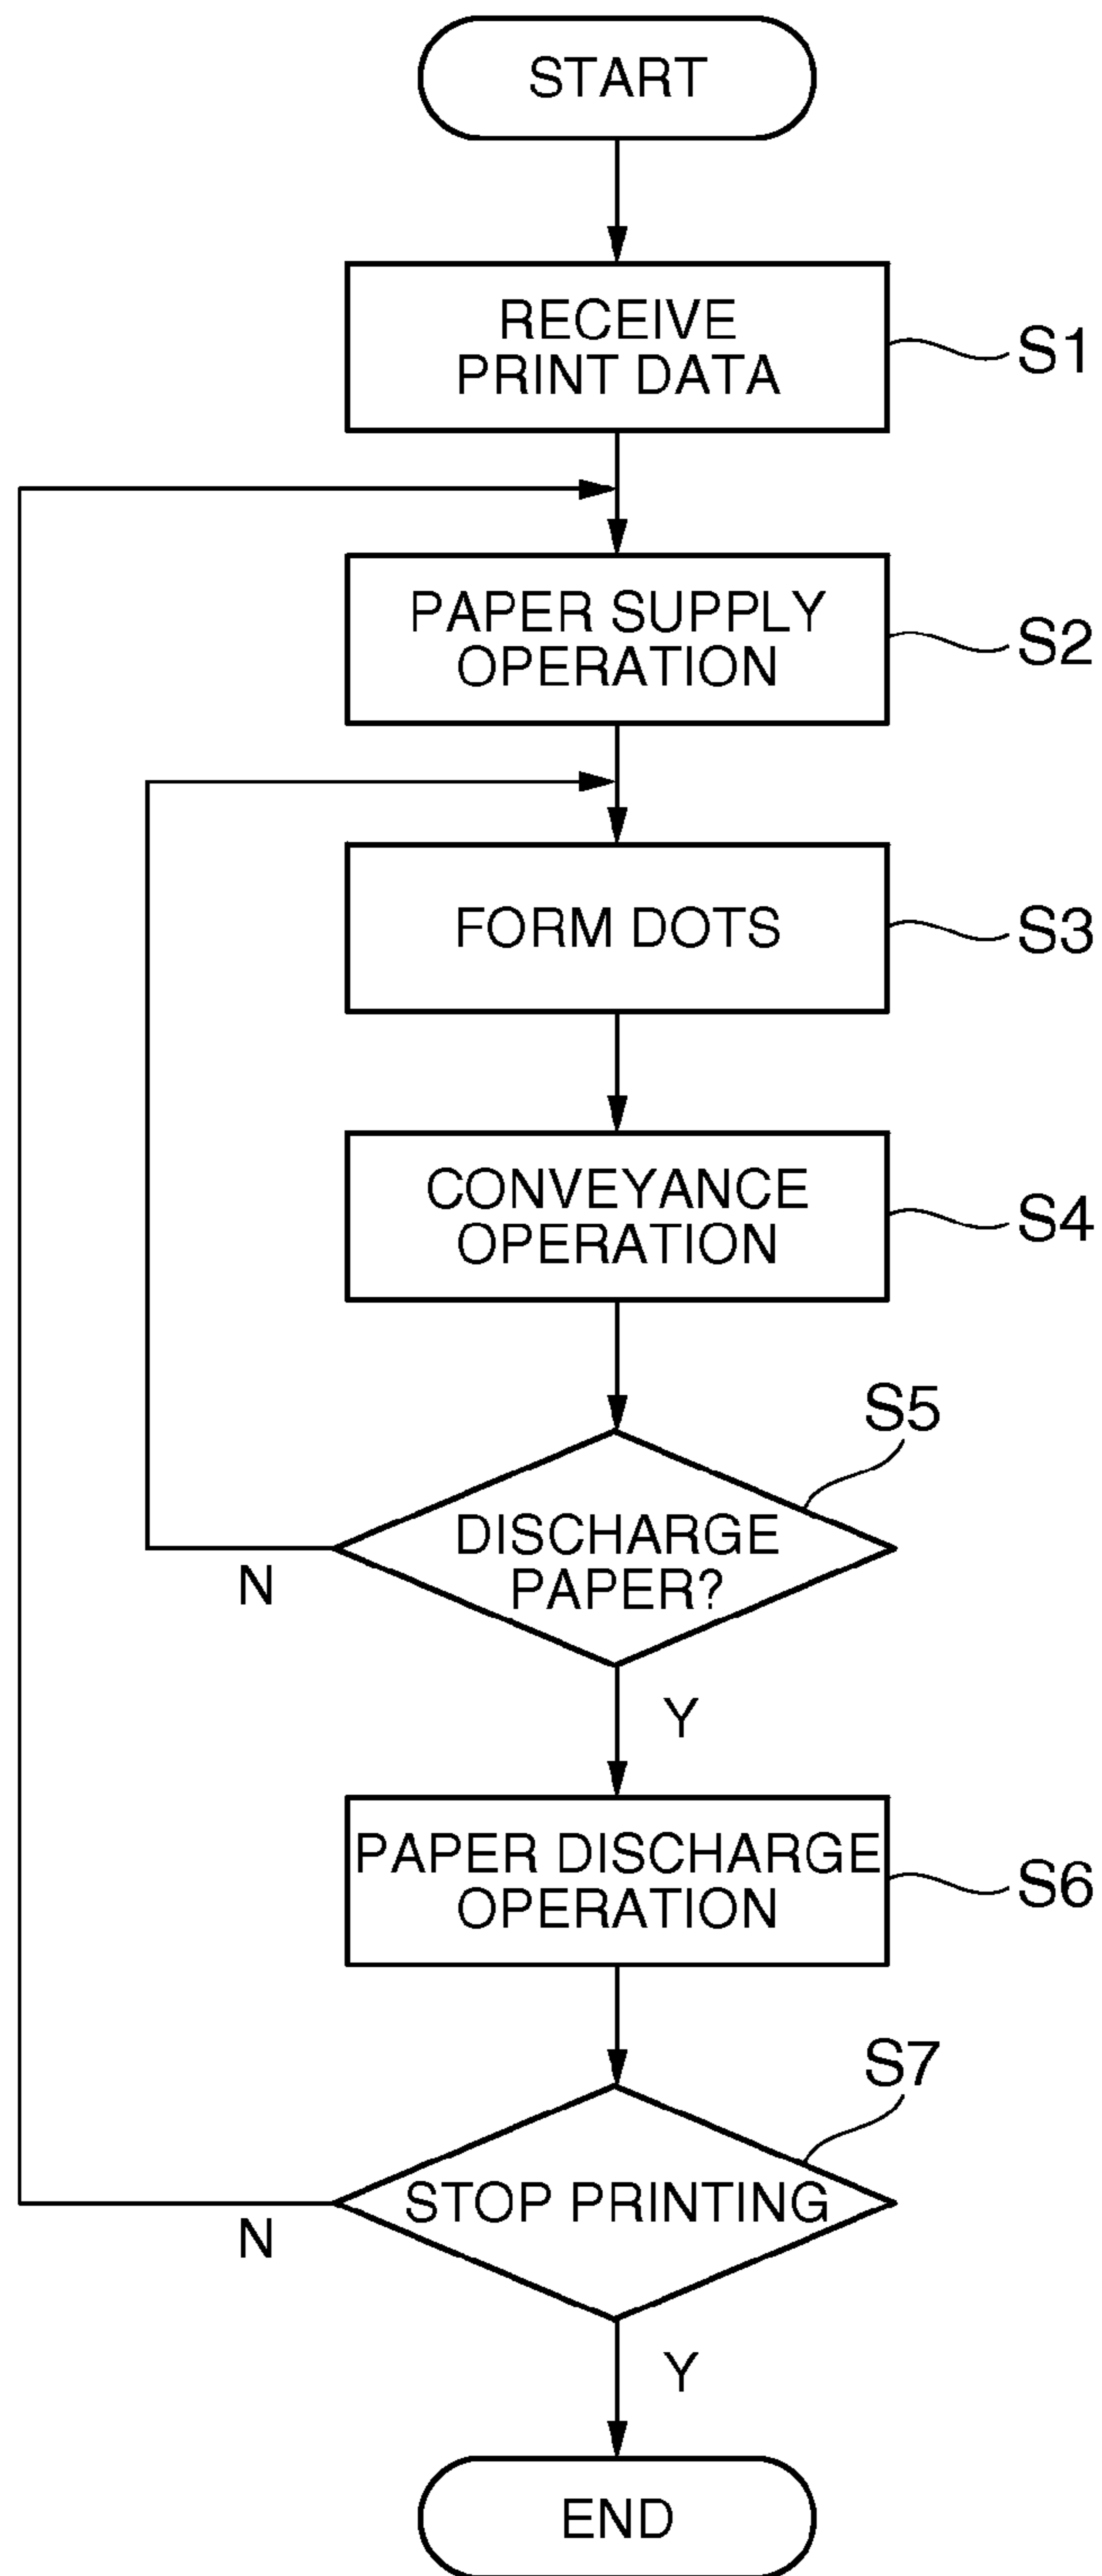 START
RECEIVE
PRINT DATA
S1
PAPER SUPPLY
OPERATION
S2
FORM DOTS
S3
CONVEYANCE
OPERATION
S4
S5
DISCHARGE
PAPER?
N
Y
PAPER DISCHARGE
OPERATION
S6
S7
STOP PRINTING
N
Y
END